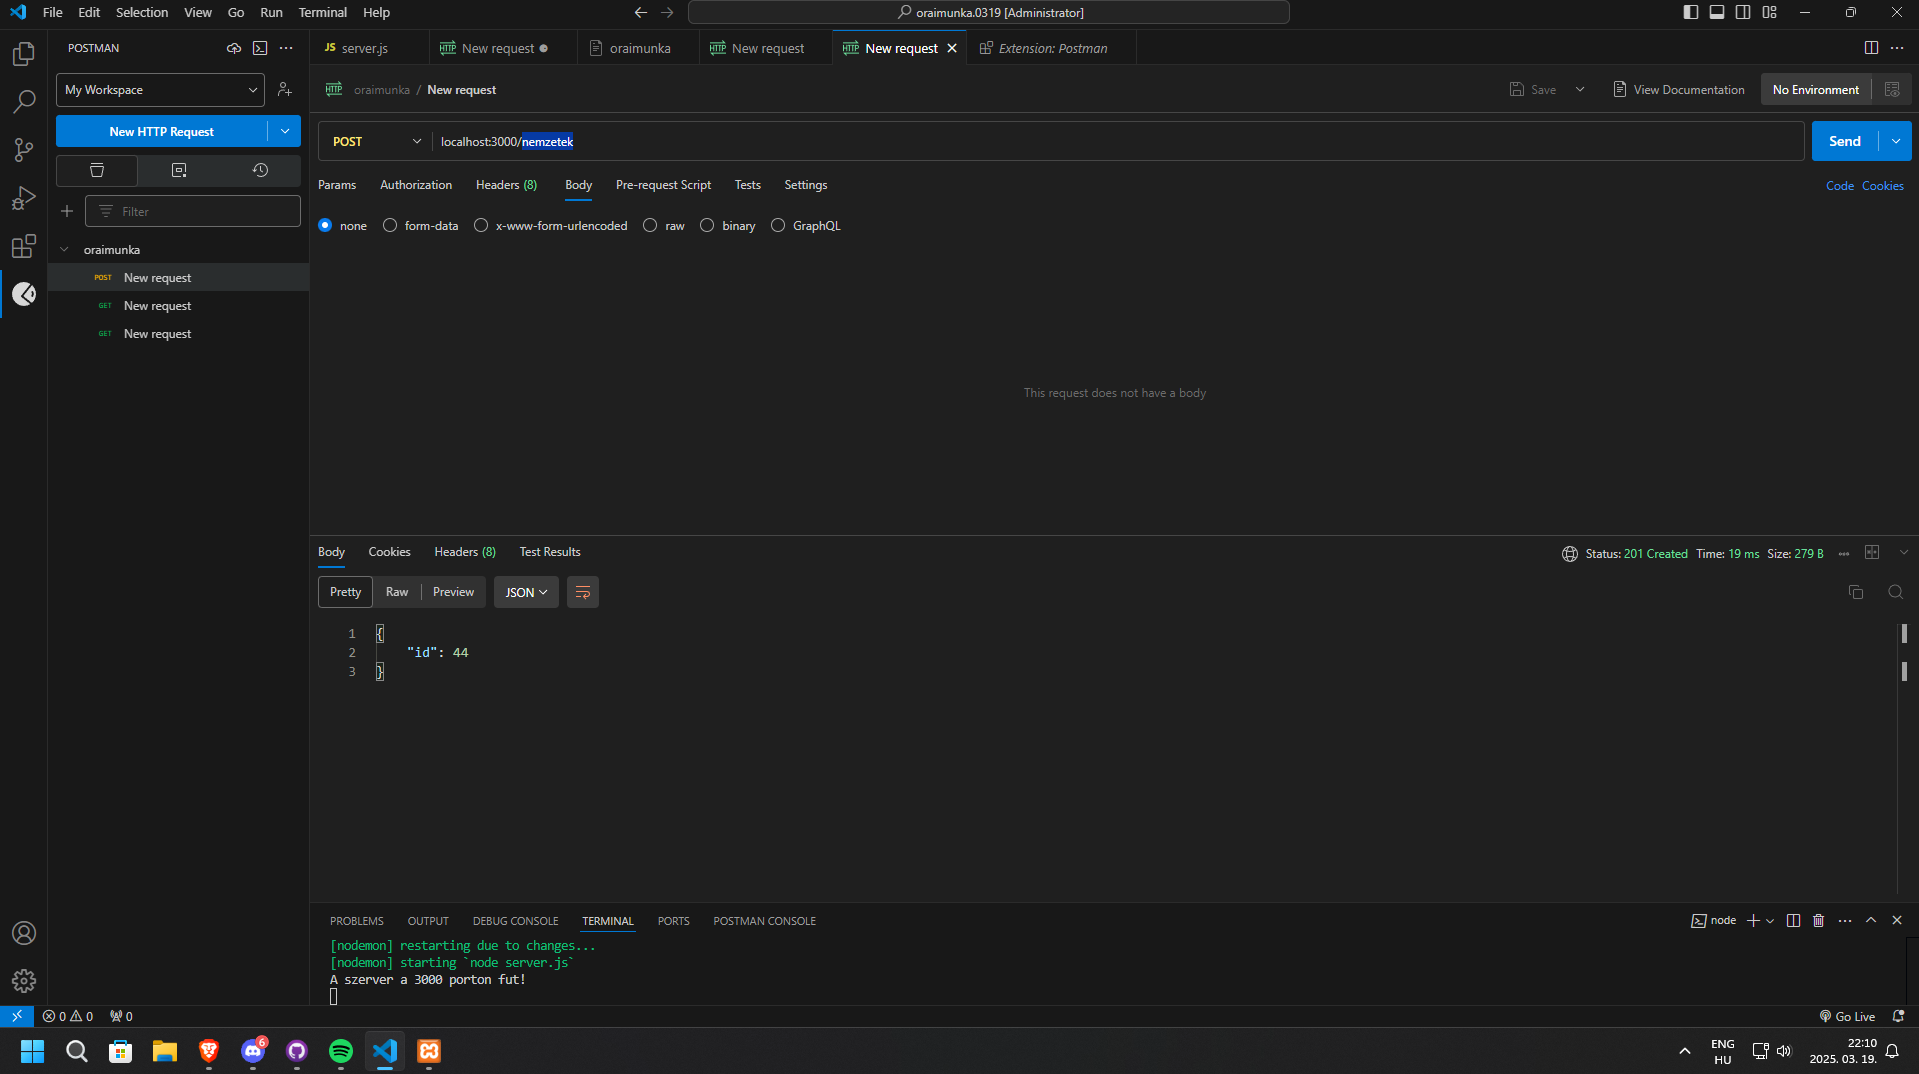 File Edit Selection View Go Run Terminal Help
oraimunka.0319 [Administrator]
POSTMAN
My Workspace
New HTTP Request
Filter
oraimunka
POST New request
GET New request
GET New request
JS server.js
HTTP New request
oraimunka
HTTP New request
HTTP New request
Extension: Postman
HTTP oraimunka / New request
Save
View Documentation
No Environment
POST
localhost:3000/nemzetek
Send
Params Authorization Headers (8) Body Pre-request Script Tests Settings
Code Cookies
none form-data x-www-form-urlencoded raw binary GraphQL
This request does not have a body
Body Cookies Headers (8) Test Results
Status: 201 Created Time: 19 ms Size: 279 B
Pretty Raw Preview JSON
1 {
2 "id": 44
3 }
PROBLEMS OUTPUT DEBUG CONSOLE TERMINAL PORTS POSTMAN CONSOLE
node
[nodemon] restarting due to changes...
[nodemon] starting `node server.js`
A szerver a 3000 porton fut!
0 0 0
Go Live
6
ENG
HU
22:10
2025. 03. 19.